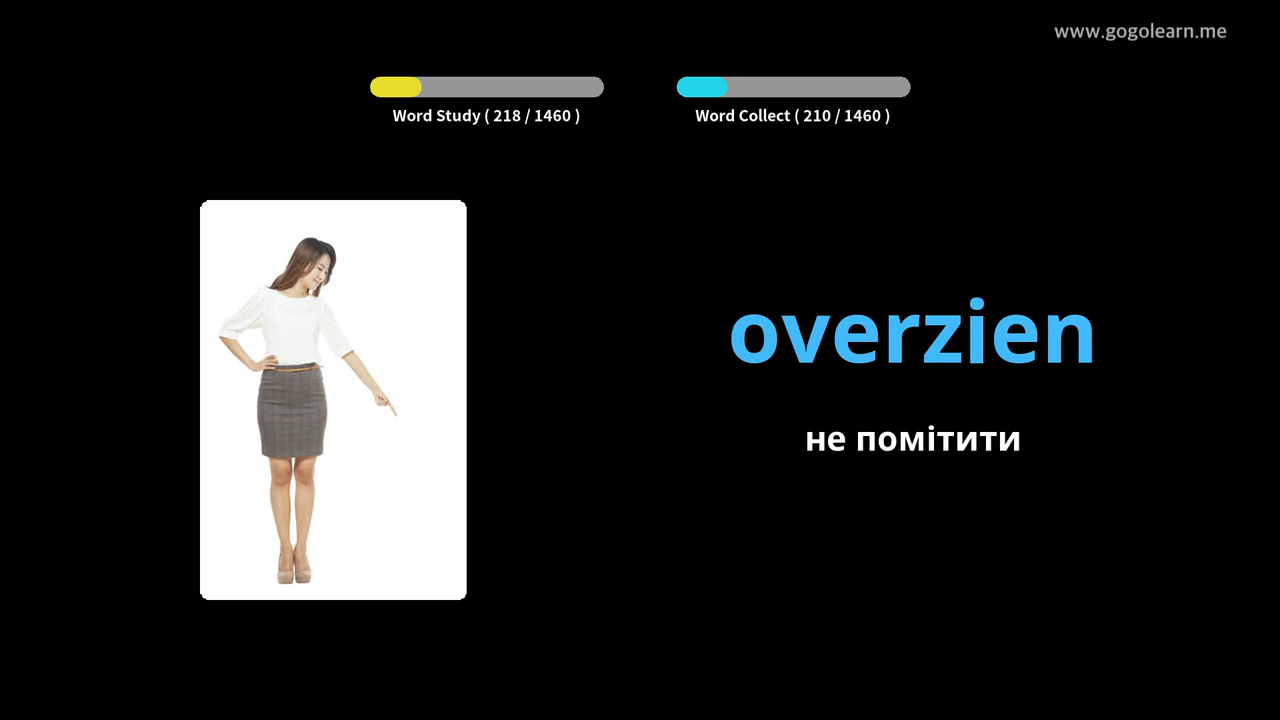 www.gogolearn.me
Word Study ( 218 / 1460 )
Word Collect ( 210 / 1460 )
overzien
не помітити